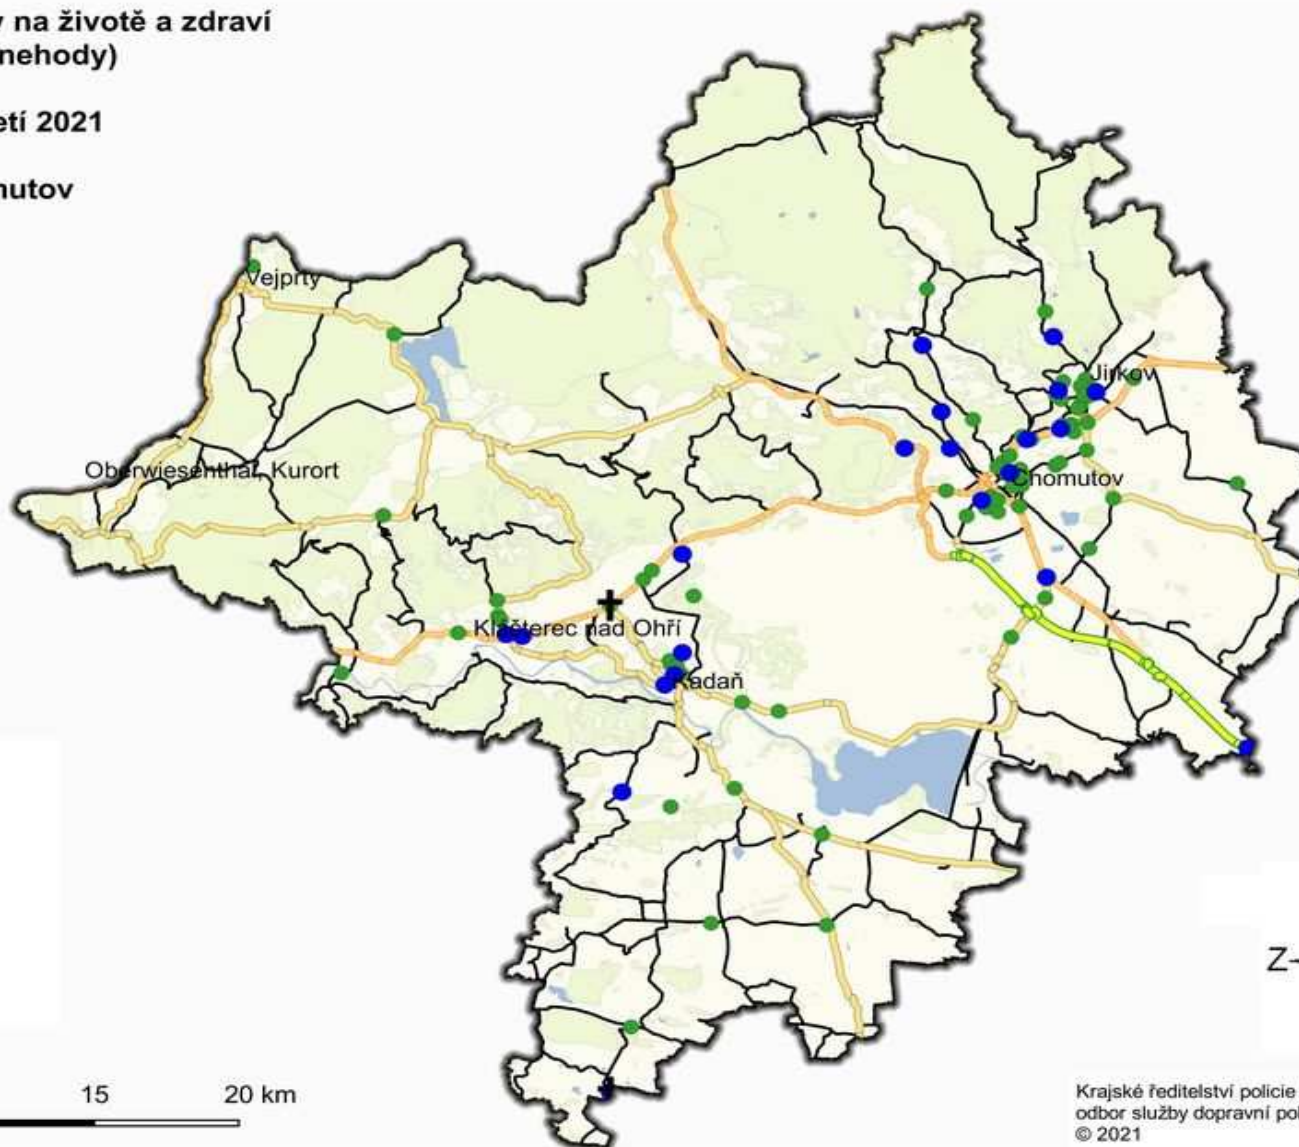 y na životě a zdraví
nehody)
etí 2021
nutov
Vejprty
Jirkov
Oberwiesenthal, Kurort
Chomutov
Klášterec nad Ohří
Kadaň
Z
15 20 km
Krajské ředitelství policie
odbor služby dopravní pol
© 2021